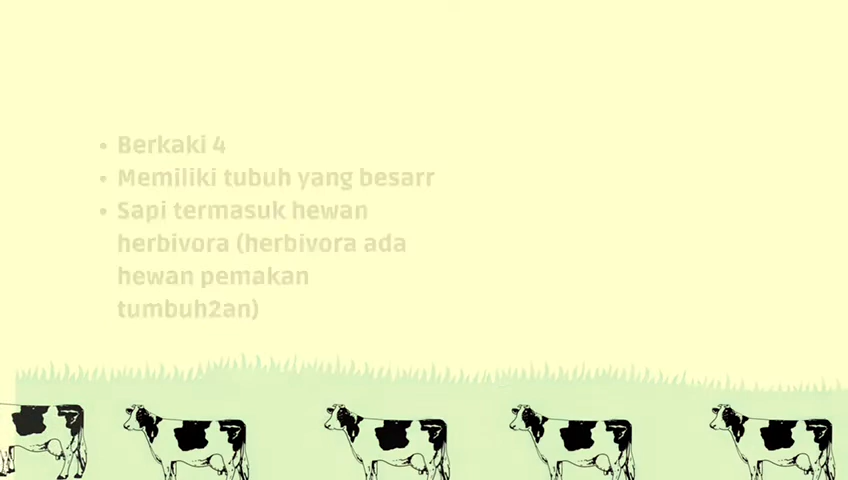 • Berkaki 4
• Memiliki tubuh yang besarr
• Sapi termasuk hewan
herbivora (herbivora ada
hewan pemakan
tumbuh2an)